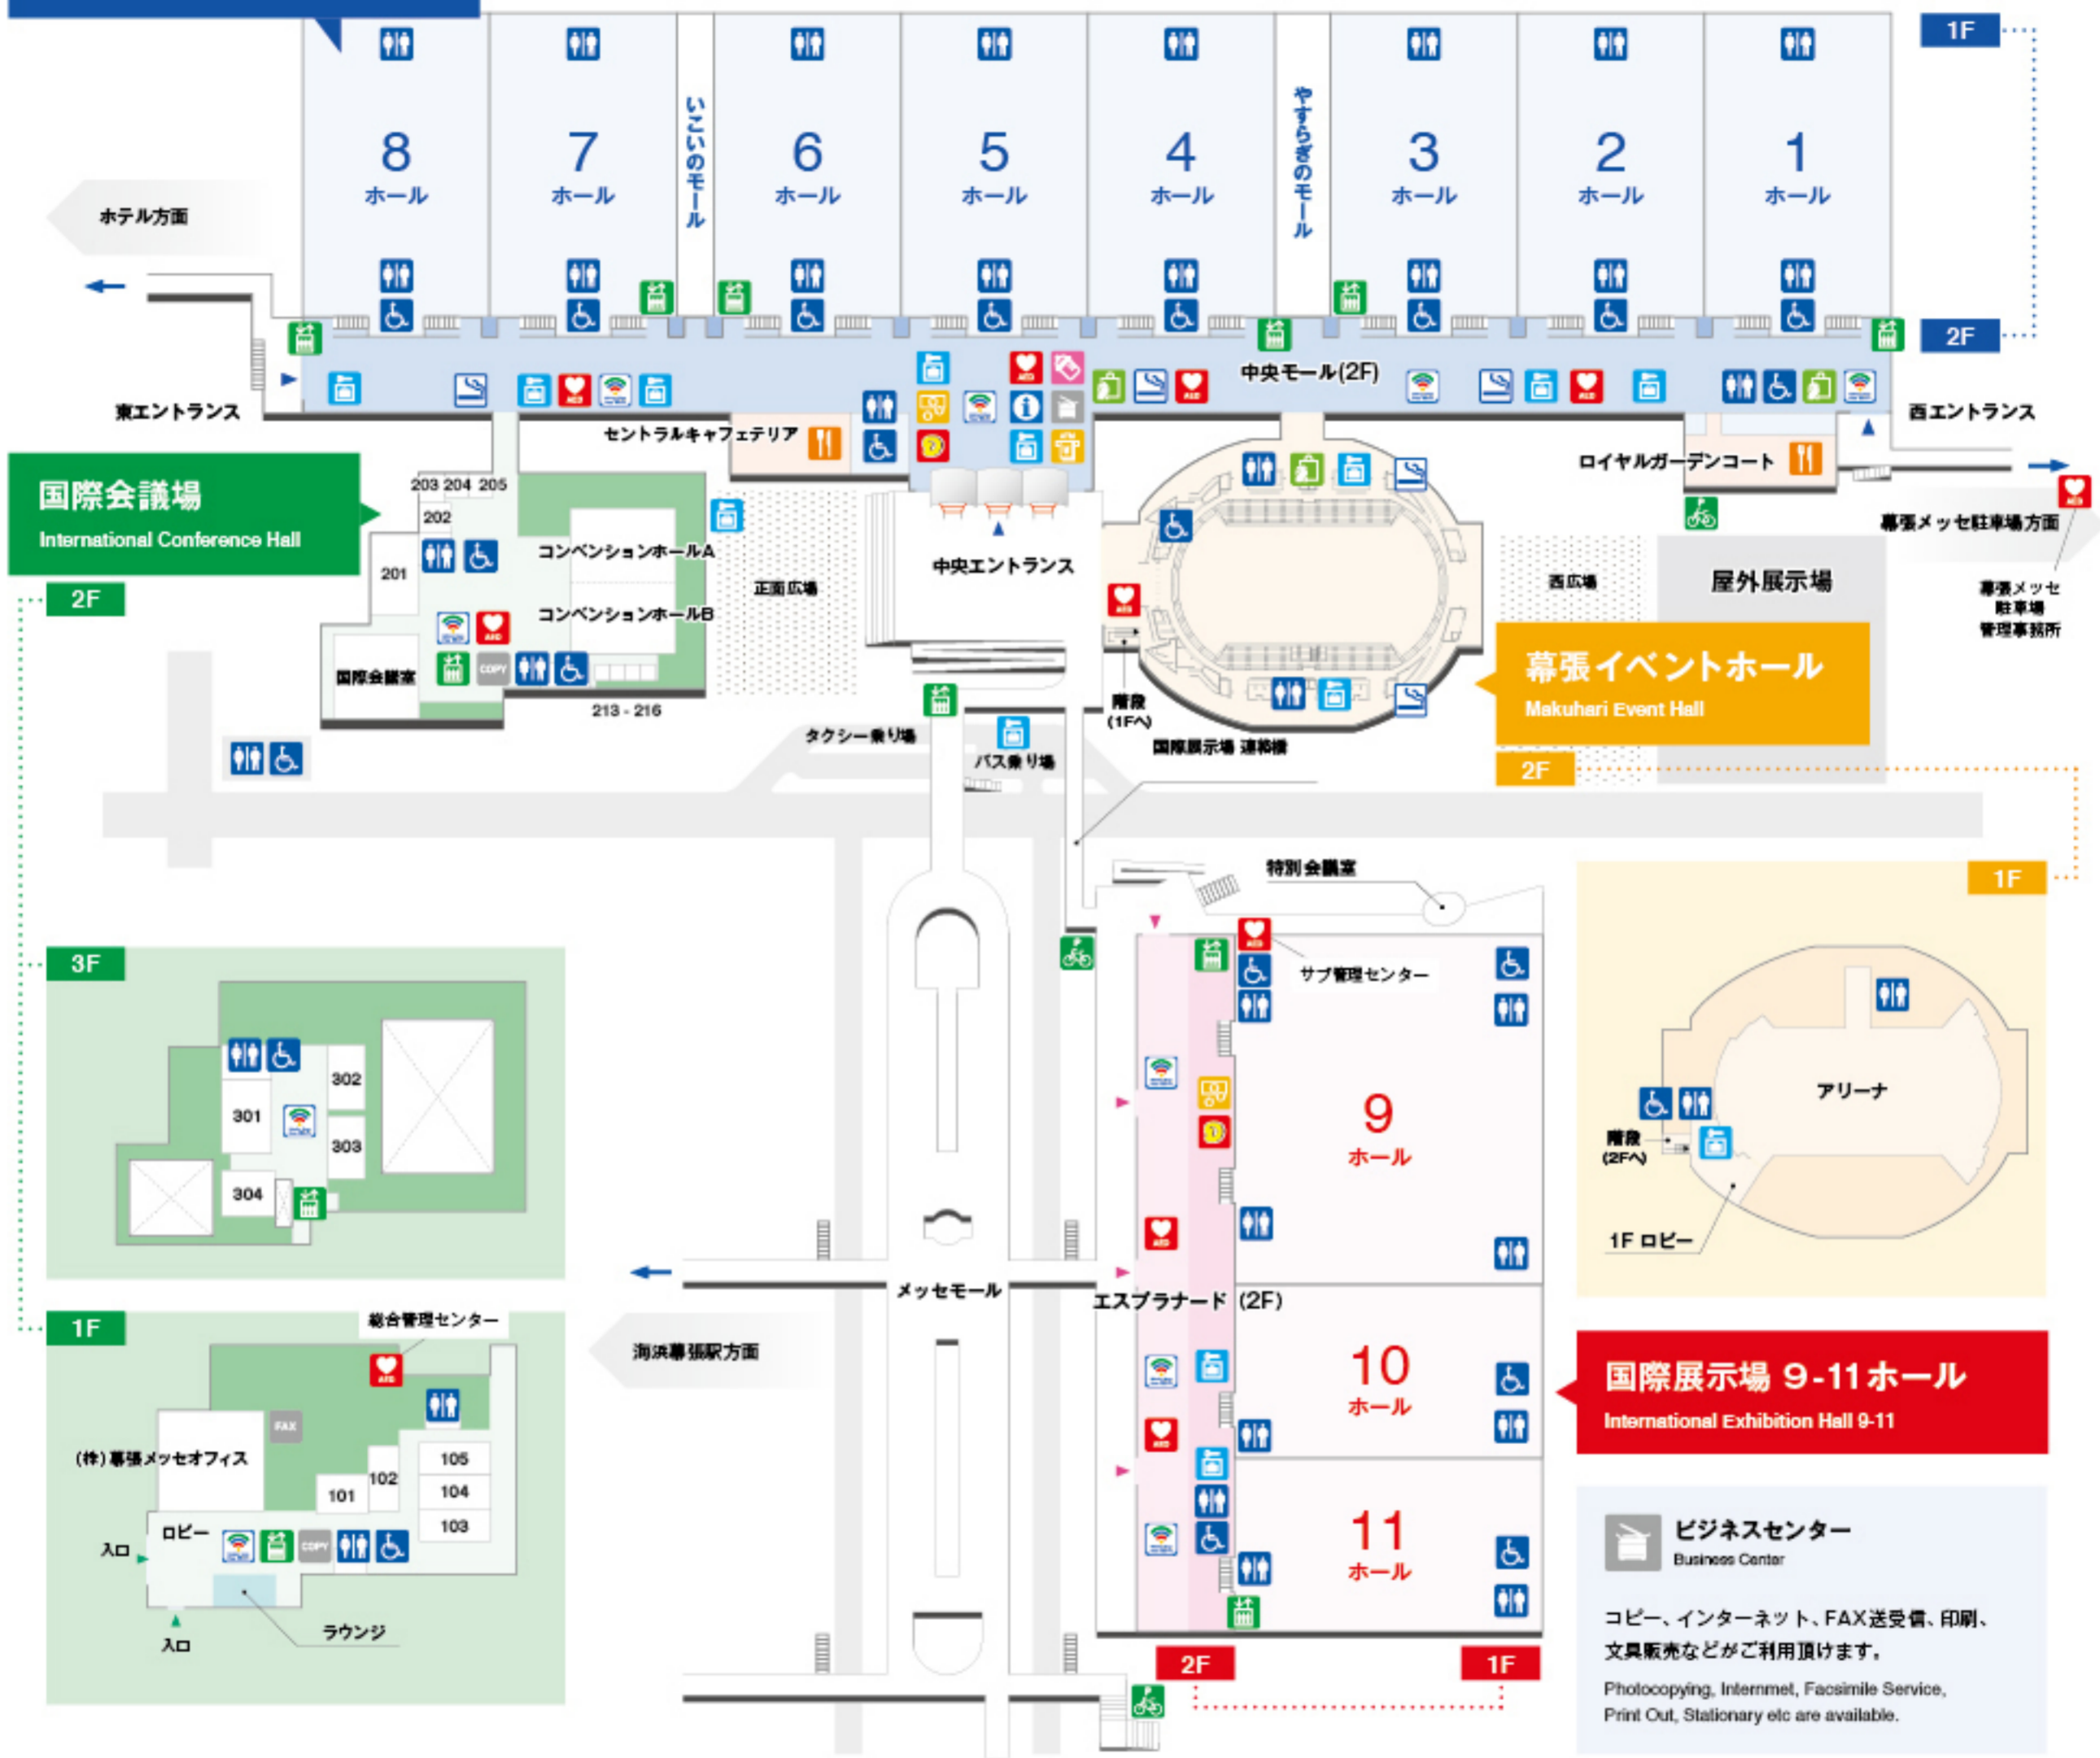 1F
8
ホール
7
ホール
いこいのモール
6
ホール
5
ホール
4
ホール
やすらぎのモール
3
ホール
2
ホール
1
ホール
ホテル方面
2F
中央モール(2F)
東エントランス
西エントランス
セントラルキャフェテリア
ロイヤルガーデンコート
国際会議場
International Conference Hall
2F
203 204 205
202
201
コンベンションホールA
コンベンションホールB
国際会議室
COPY
213 - 216
正面広場
中央エントランス
西広場
屋外展示場
幕張メッセ駐車場方面
幕張メッセ
駐車場
管理事務所
AED
幕張イベントホール
Makuhari Event Hall
2F
階段
(1Fへ)
国際展示場 連絡橋
タクシー乗り場
バス乗り場
特別会議室
サブ管理センター
1F
アリーナ
階段
(2Fへ)
1F ロビー
3F
301
302
303
304
9
ホール
メッセモール
エスプラナード (2F)
海浜幕張駅方面
10
ホール
11
ホール
2F
1F
国際展示場 9-11ホール
International Exhibition Hall 9-11
1F
総合管理センター
FAX
(株)幕張メッセオフィス
105
104
103
102
101
ロビー
COPY
入口
入口
ラウンジ
ビジネスセンター
Business Center
コピー、インターネット、FAX送受信、印刷、
文具販売などがご利用頂けます。
Photocopying, Internmet, Facsimile Service,
Print Out, Stationary etc are available.